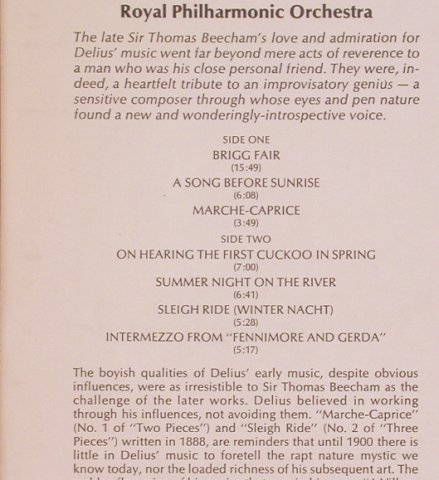 Royal Philharmonic Orchestra
The late Sir Thomas Beecham's love and admiration for
Delius' music went far beyond mere acts of reverence to
a man who was his close personal friend. They were, in-
deed, a heartfelt tribute to an improvisatory genius — a
sensitive composer through whose eyes and pen nature
found a new and wonderingly-introspective voice.
SIDE ONE
BRIGG FAIR
(15:49)
A SONG BEFORE SUNRISE
(6:08)
MARCHE-CAPRICE
(3:49)
SIDE TWO
ON HEARING THE FIRST CUCKOO IN SPRING
(7:00)
SUMMER NIGHT ON THE RIVER
(6:41)
SLEIGH RIDE (WINTER NACHT)
(5:28)
INTERMEZZO FROM "FENNIMORE AND GERDA"
(5:17)
The boyish qualities of Delius' early music, despite obvious
influences, were as irresistible to Sir Thomas Beecham as the
challenge of the later works. Delius believed in working
through his influences, not avoiding them. "Marche-Caprice"
(No. 1 of "Two Pieces") and "Sleigh Ride" (No. 2 of "Three
Pieces") written in 1888, are reminders that until 1900 there is
little in Delius' music to foretell the rapt nature mystic we
know today, nor the loaded richness of his subsequent art. The